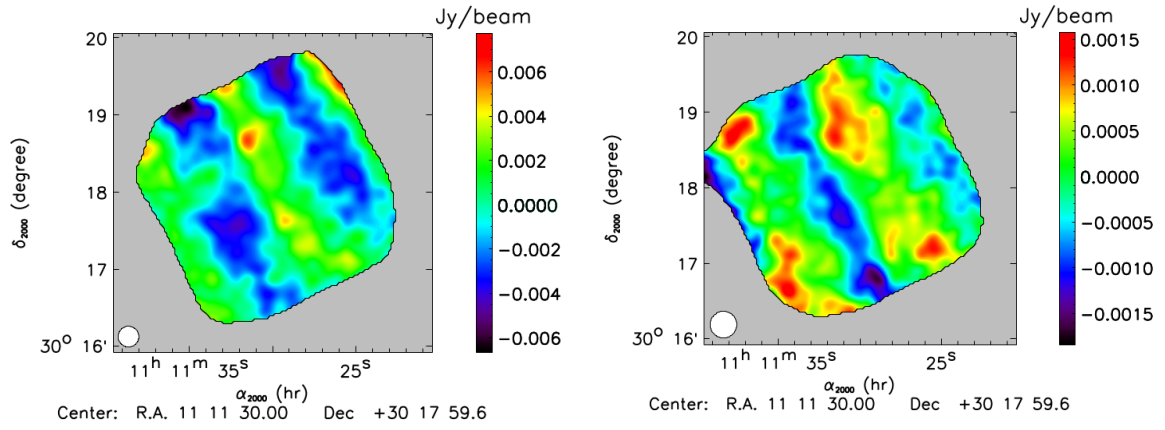 Jy/beam
20
19
18
17
30° 16'
δ2000 (degree)
0.006
0.004
0.002
0.0000
−0.002
−0.004
−0.006
11h 11m 35s
25s
α2000 (hr)
Center: R.A. 11 11 30.00 Dec +30 17 59.6
Jy/beam
20
19
18
17
30° 16'
δ2000 (degree)
0.0015
0.0010
0.0005
0.0000
−0.0005
−0.0010
−0.0015
11h 11m 35s
25s
α2000 (hr)
Center: R.A. 11 11 30.00 Dec +30 17 59.6